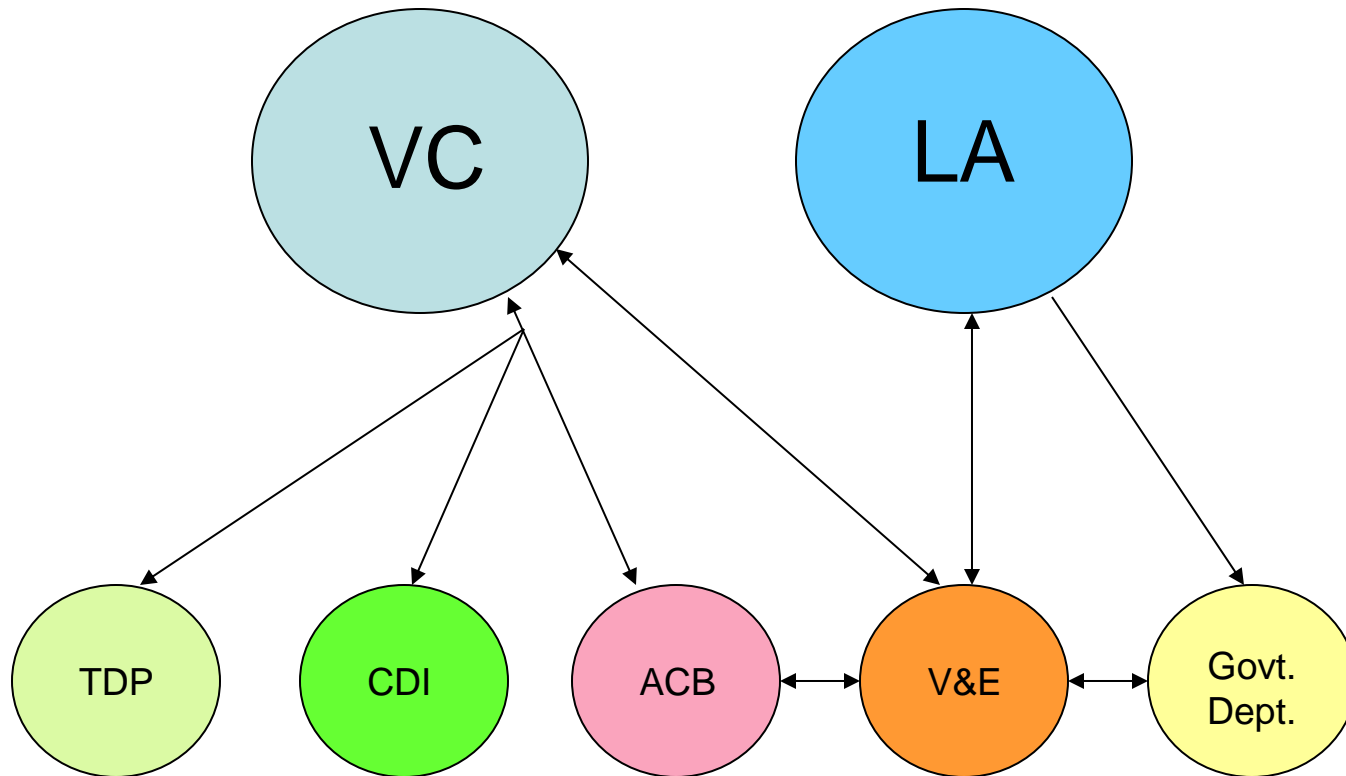 VC
LA
TDP
CDI
ACB
V&E
Govt.
Dept.